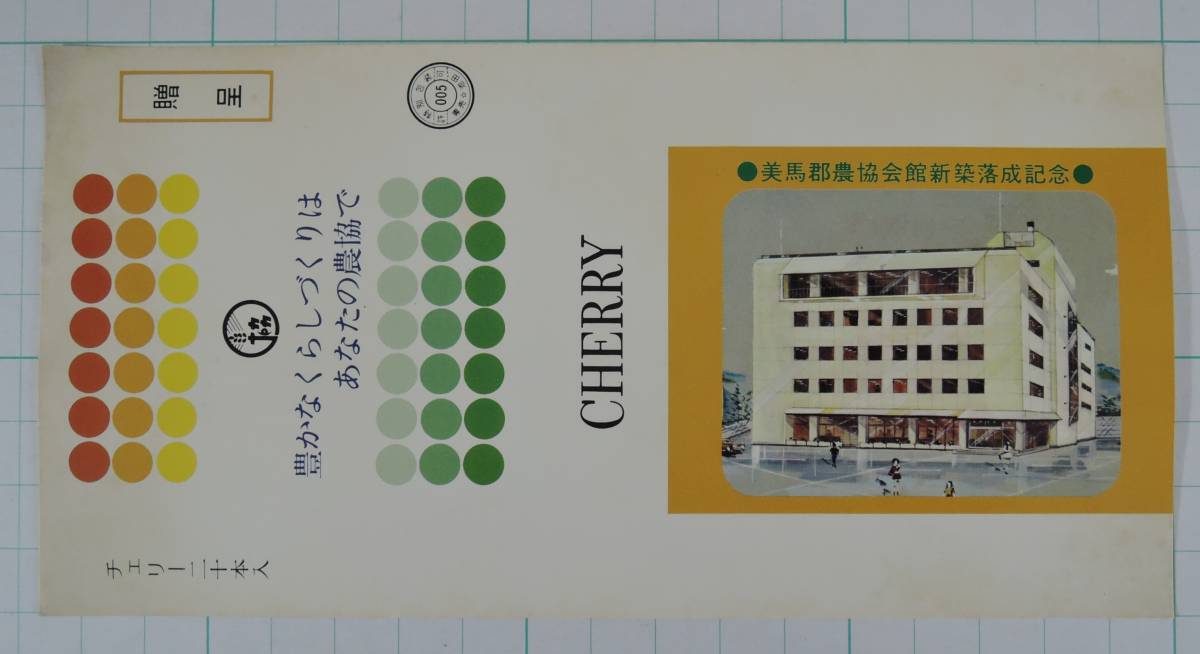 贈呈
005
豊かなくらしづくりは
あなたの農協で
協
チェリー二十本入
CHERRY
●美馬郡農協会館新築落成記念●